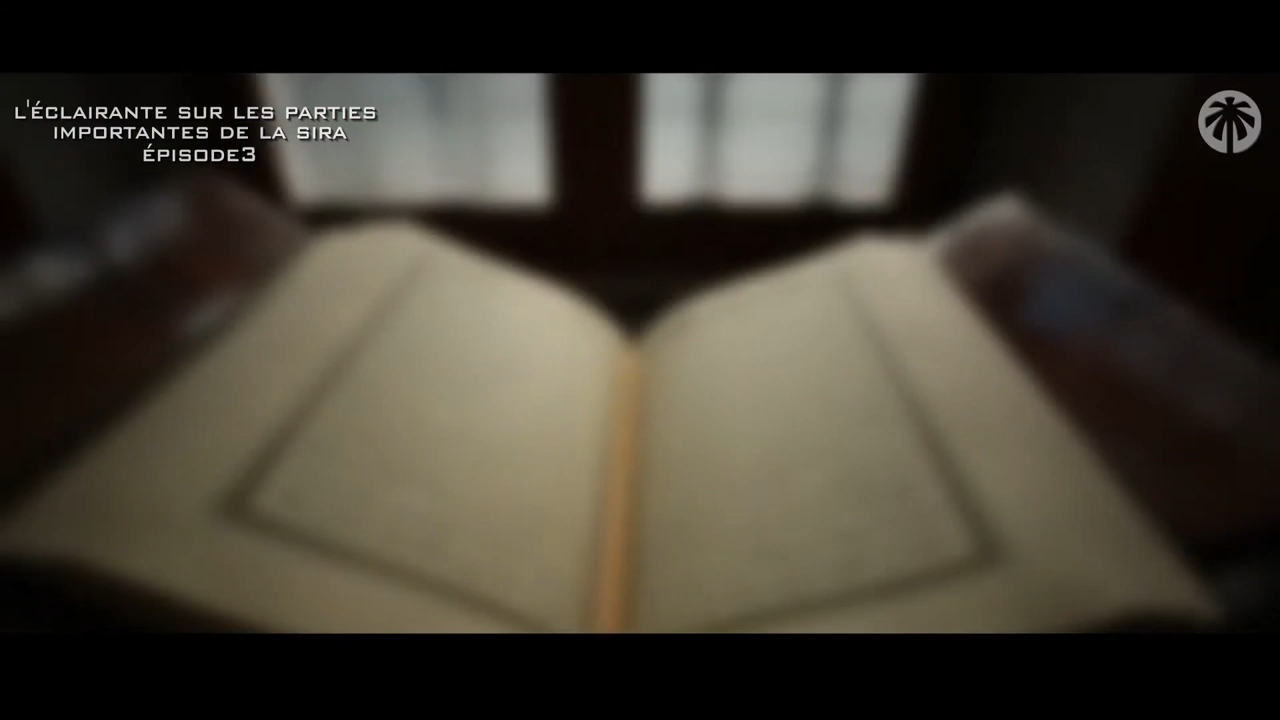 L'ÉCLAIRANTE SUR LES PARTIES
IMPORTANTES DE LA SIRA
ÉPISODE3